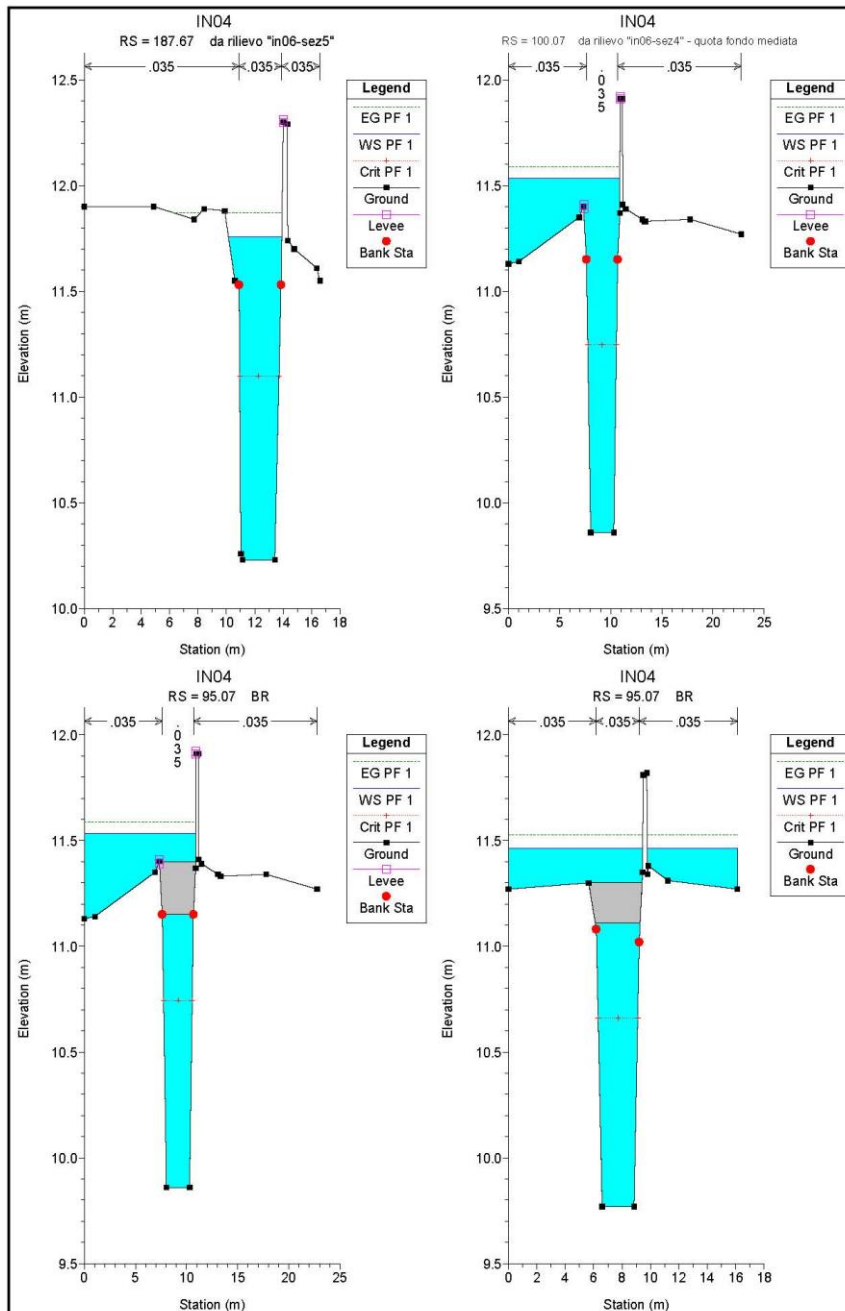 IN04
RS = 187.67 da rilievo "in06-sez5"
.035 .035 .035
Legend
EG PF 1
WS PF 1
Crit PF 1
Ground
Levee
Bank Sta
12.5
12.0
11.5
11.0
10.5
10.0
Elevation (m)
0 2 4 6 8 10 12 14 16 18
Station (m)
IN04
RS = 100.07 da rilievo "in06-sez4" - quota fondo mediata
.035 .035 .035
Legend
EG PF 1
WS PF 1
Crit PF 1
Ground
Levee
Bank Sta
12.0
11.5
11.0
10.5
10.0
9.5
Elevation (m)
0 5 10 15 20 25
Station (m)
IN04
RS = 95.07 BR
.035 .035 .035
Legend
EG PF 1
WS PF 1
Crit PF 1
Ground
Levee
Bank Sta
12.0
11.5
11.0
10.5
10.0
9.5
Elevation (m)
0 5 10 15 20 25
Station (m)
IN04
RS = 95.07 BR
.035 .035 .035
Legend
EG PF 1
WS PF 1
Crit PF 1
Ground
Bank Sta
12.0
11.5
11.0
10.5
10.0
9.5
Elevation (m)
0 2 4 6 8 10 12 14 16 18
Station (m)